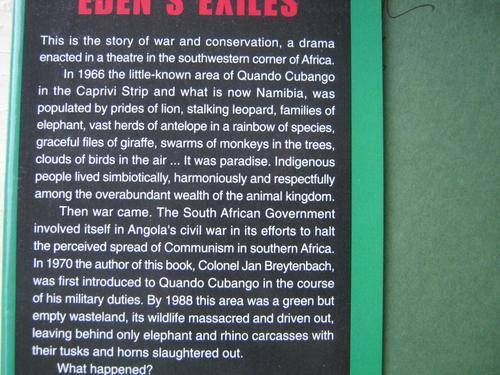 EDEN'S EXILES
This is the story of war and conservation, a drama
enacted in a theatre in the southwestern corner of Africa.
In 1966 the little-known area of Quando Cubango
in the Caprivi Strip and what is now Namibia, was
populated by prides of lion, stalking leopard, families of
elephant, vast herds of antelope in a rainbow of species,
graceful files of giraffe, swarms of monkeys in the trees,
clouds of birds in the air ... It was paradise. Indigenous
people lived simbiotically, harmoniously and respectfully
among the overabundant wealth of the animal kingdom.
Then war came. The South African Government
involved itself in Angola's civil war in its efforts to halt
the perceived spread of Communism in southern Africa.
In 1970 the author of this book, Colonel Jan Breytenbach,
was first introduced to Quando Cubango in the course
of his military duties. By 1988 this area was a green but
empty wasteland, its wildlife massacred and driven out,
leaving behind only elephant and rhino carcasses with
their tusks and horns slaughtered out.
What happened?